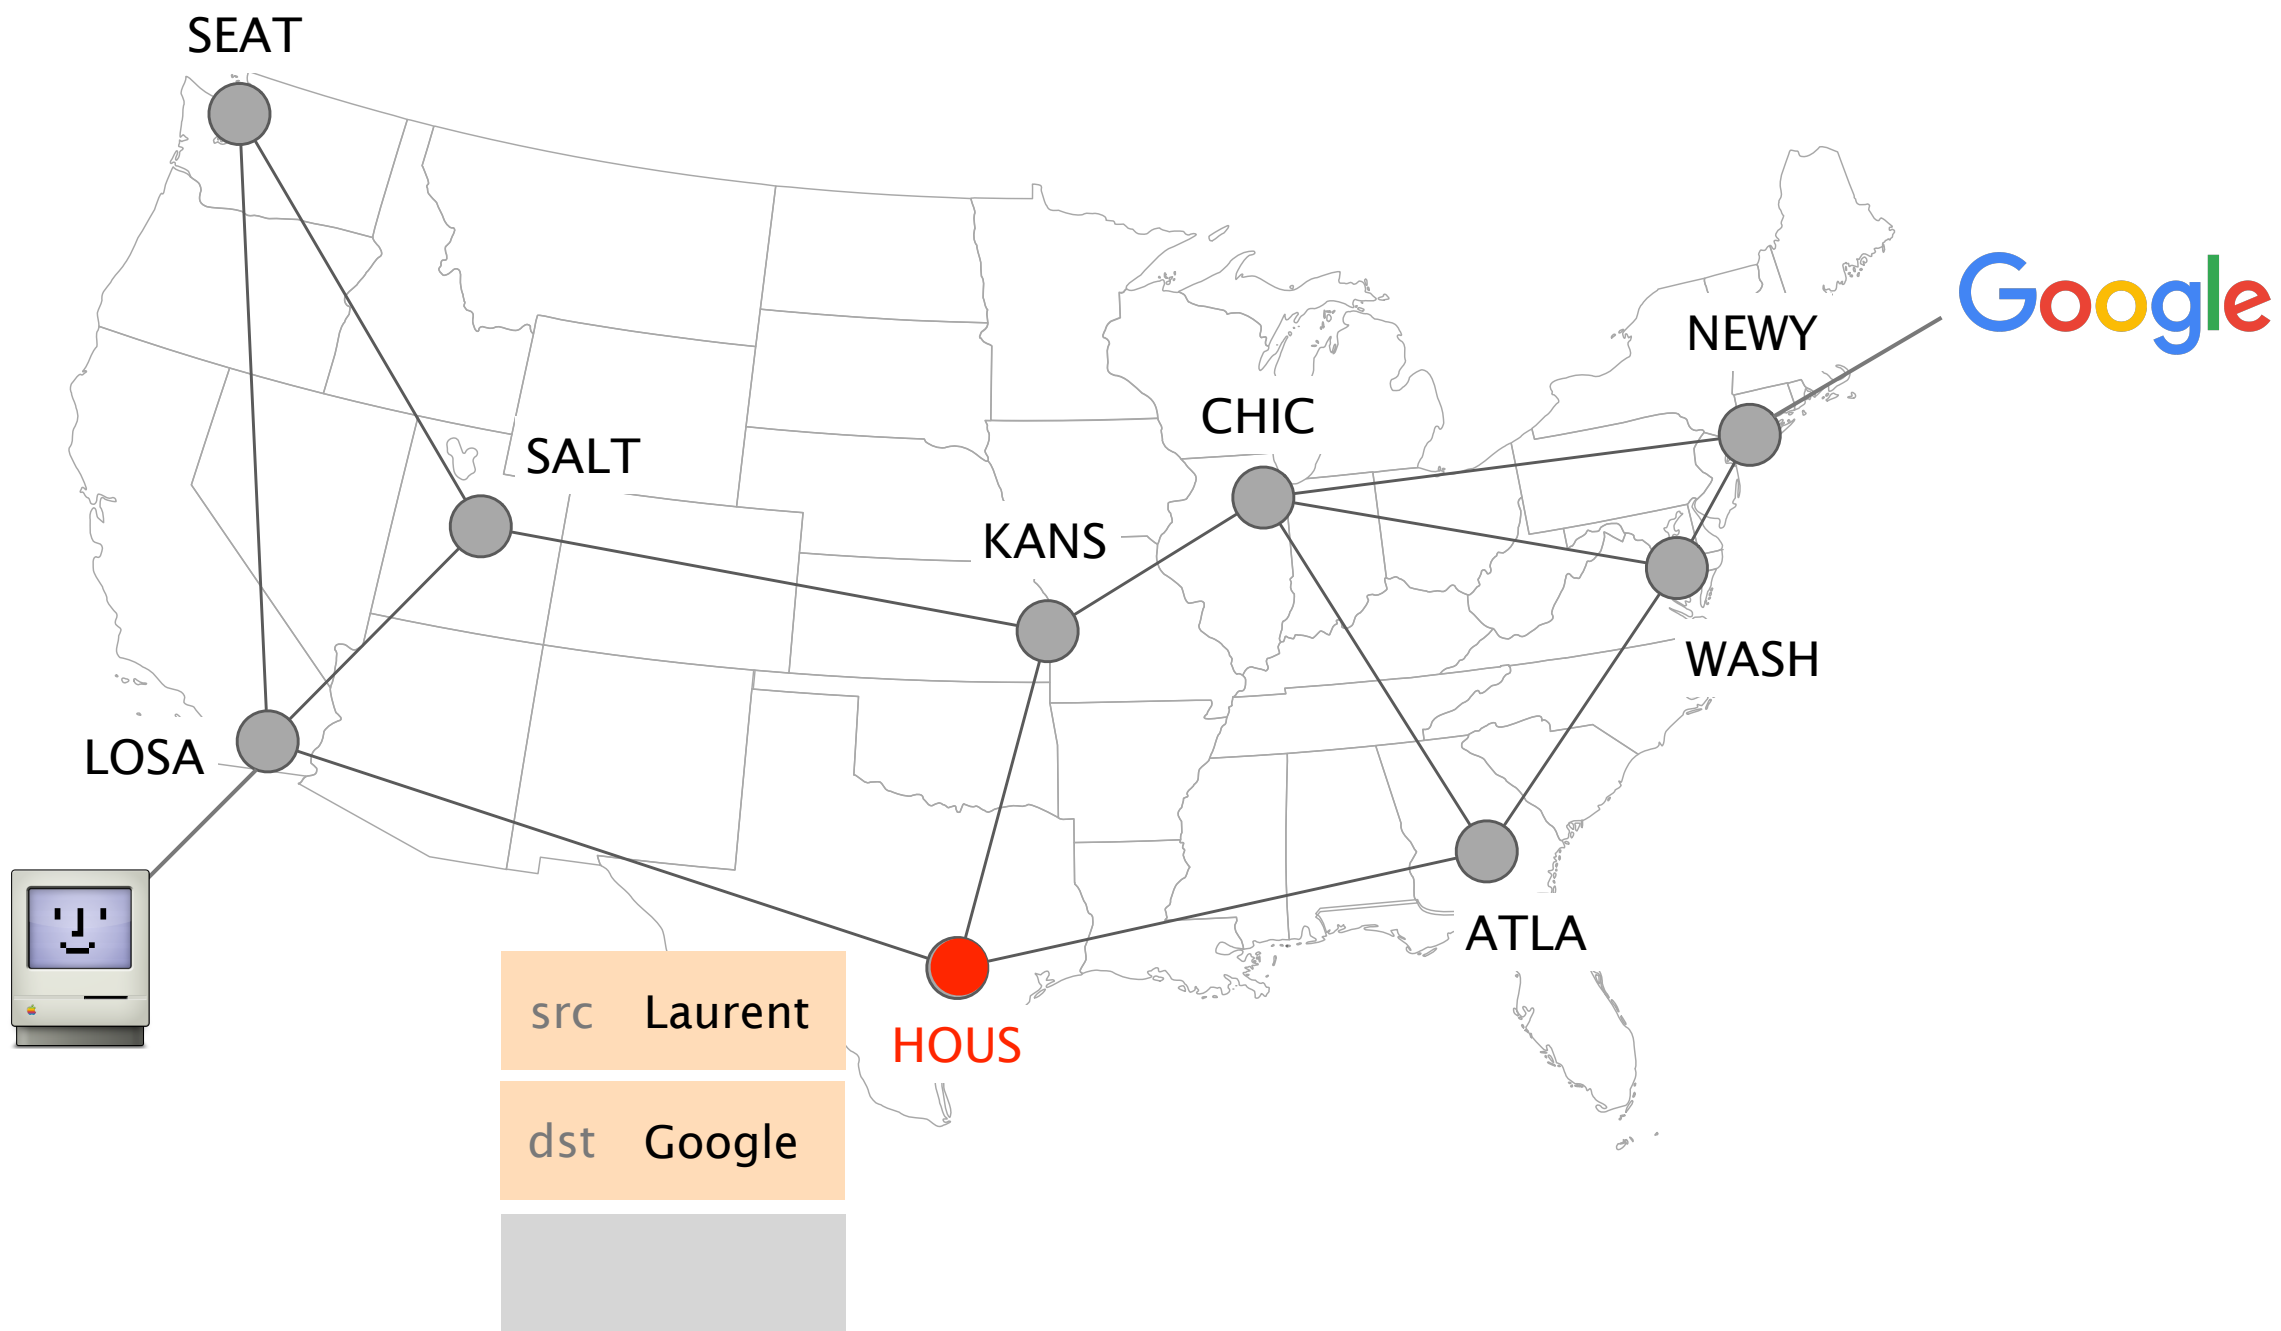 SEAT
Google
NEWY
CHIC
SALT
KANS
WASH
LOSA
ATLA
src Laurent
HOUS
dst Google